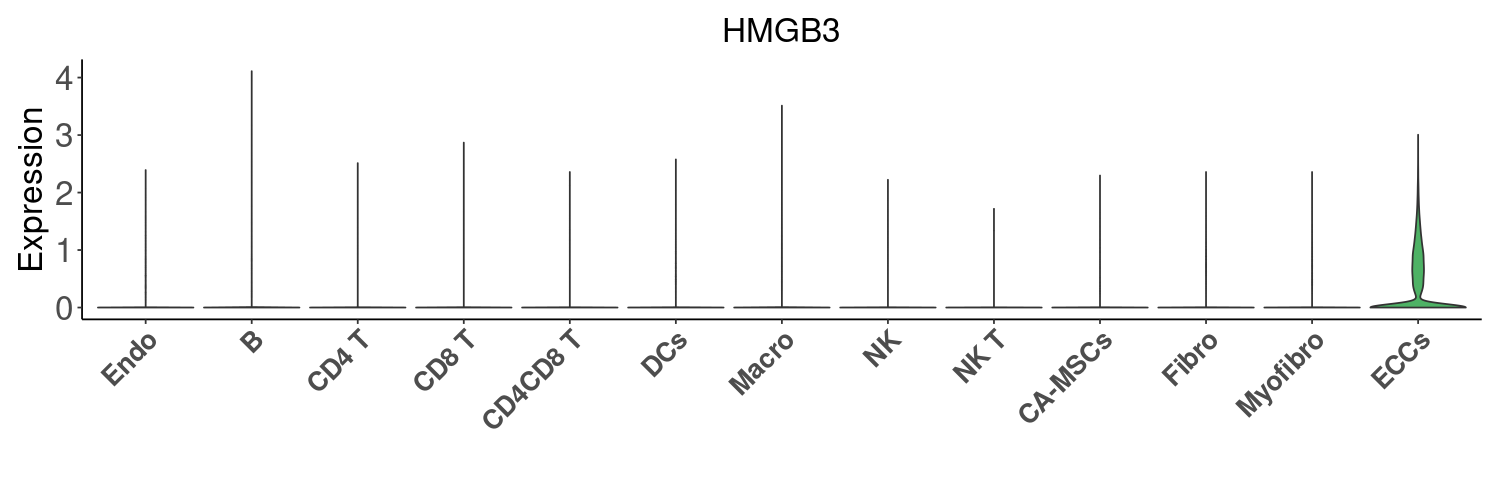 HMGB3
Expression
4
3
2
1
0
Endo
B
CD4 T
CD8 T
CD4CD8 T
DCs
Macro
NK
NK T
CA-MSCs
Fibro
Myofibro
ECCs